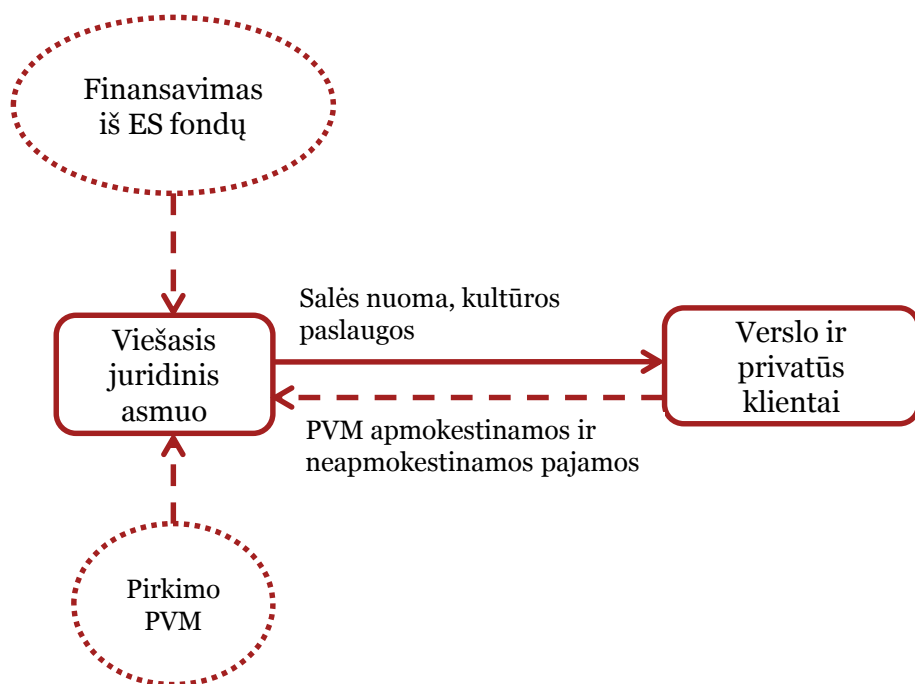 Finansavimas
iš ES fondų
Salės nuoma, kultūros
paslaugos
Viešasis
juridinis
asmuo
Verslo ir
privatūs
klientai
PVM apmokestinamos ir
neapmokestinamos pajamos
Pirkimo
PVM